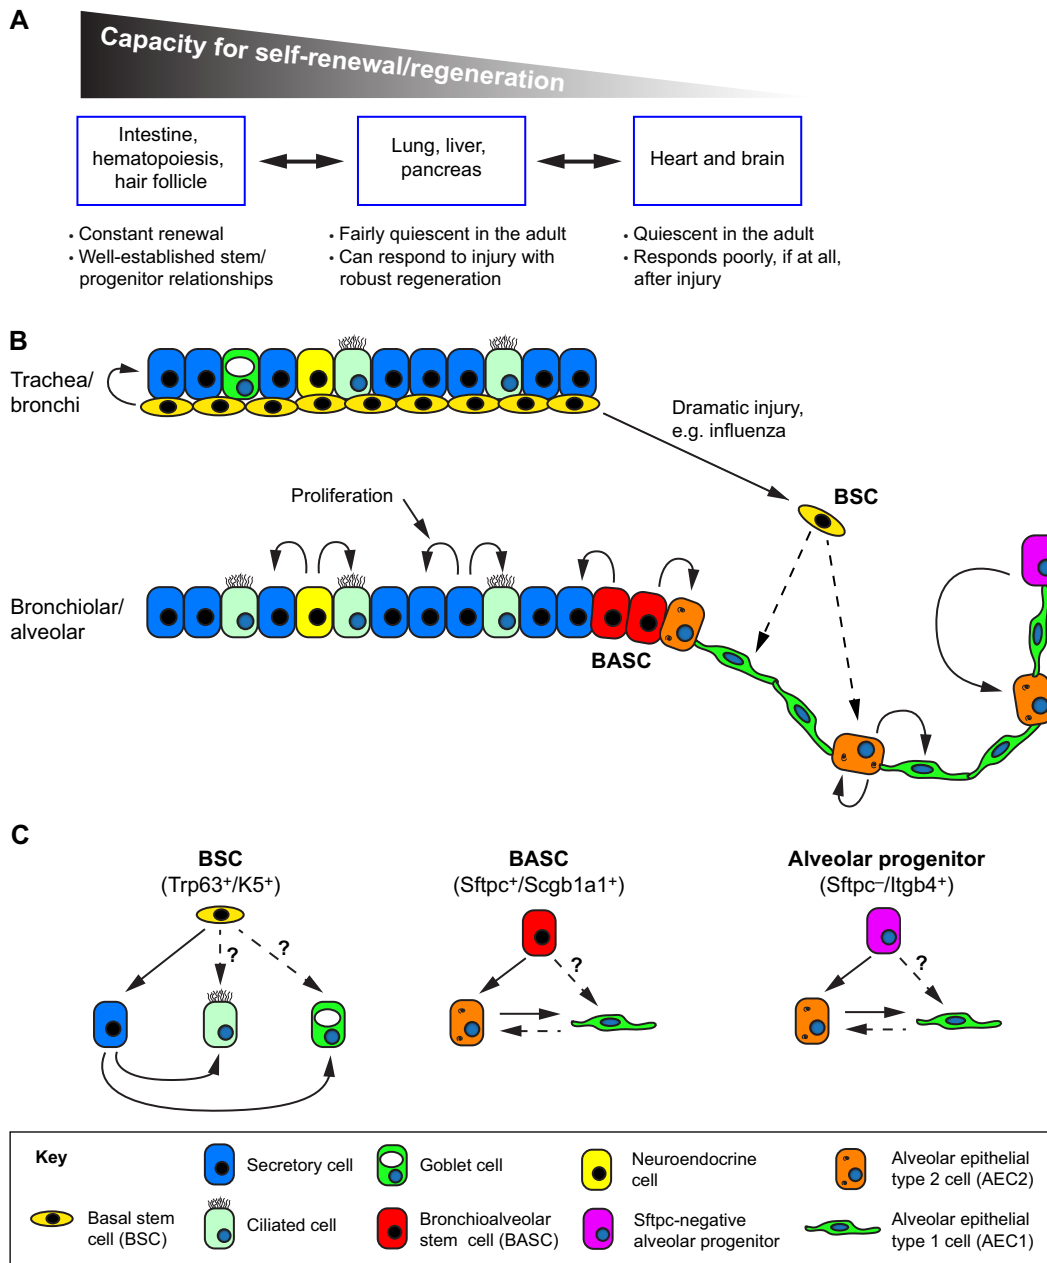 A
Capacity for self-renewal/regeneration
Intestine,
hematopoiesis,
hair follicle
Lung, liver,
pancreas
Heart and brain
• Constant renewal
• Well-established stem/
progenitor relationships
• Fairly quiescent in the adult
• Can respond to injury with
robust regeneration
• Quiescent in the adult
• Responds poorly, if at all,
after injury
B
Trachea/
bronchi
Dramatic injury,
e.g. influenza
BSC
Proliferation
Bronchiolar/
alveolar
BASC
C
BSC
(Trp63⁺/K5⁺)
? ?
BASC
(Sftpc⁺/Scgb1a1⁺)
?
Alveolar progenitor
(Sftpc⁻/Itgb4⁺)
?
Key
Secretory cell
Goblet cell
Neuroendocrine
cell
Alveolar epithelial
type 2 cell (AEC2)
Basal stem
cell (BSC)
Ciliated cell
Bronchioalveolar
stem cell (BASC)
Sftpc-negative
alveolar progenitor
Alveolar epithelial
type 1 cell (AEC1)